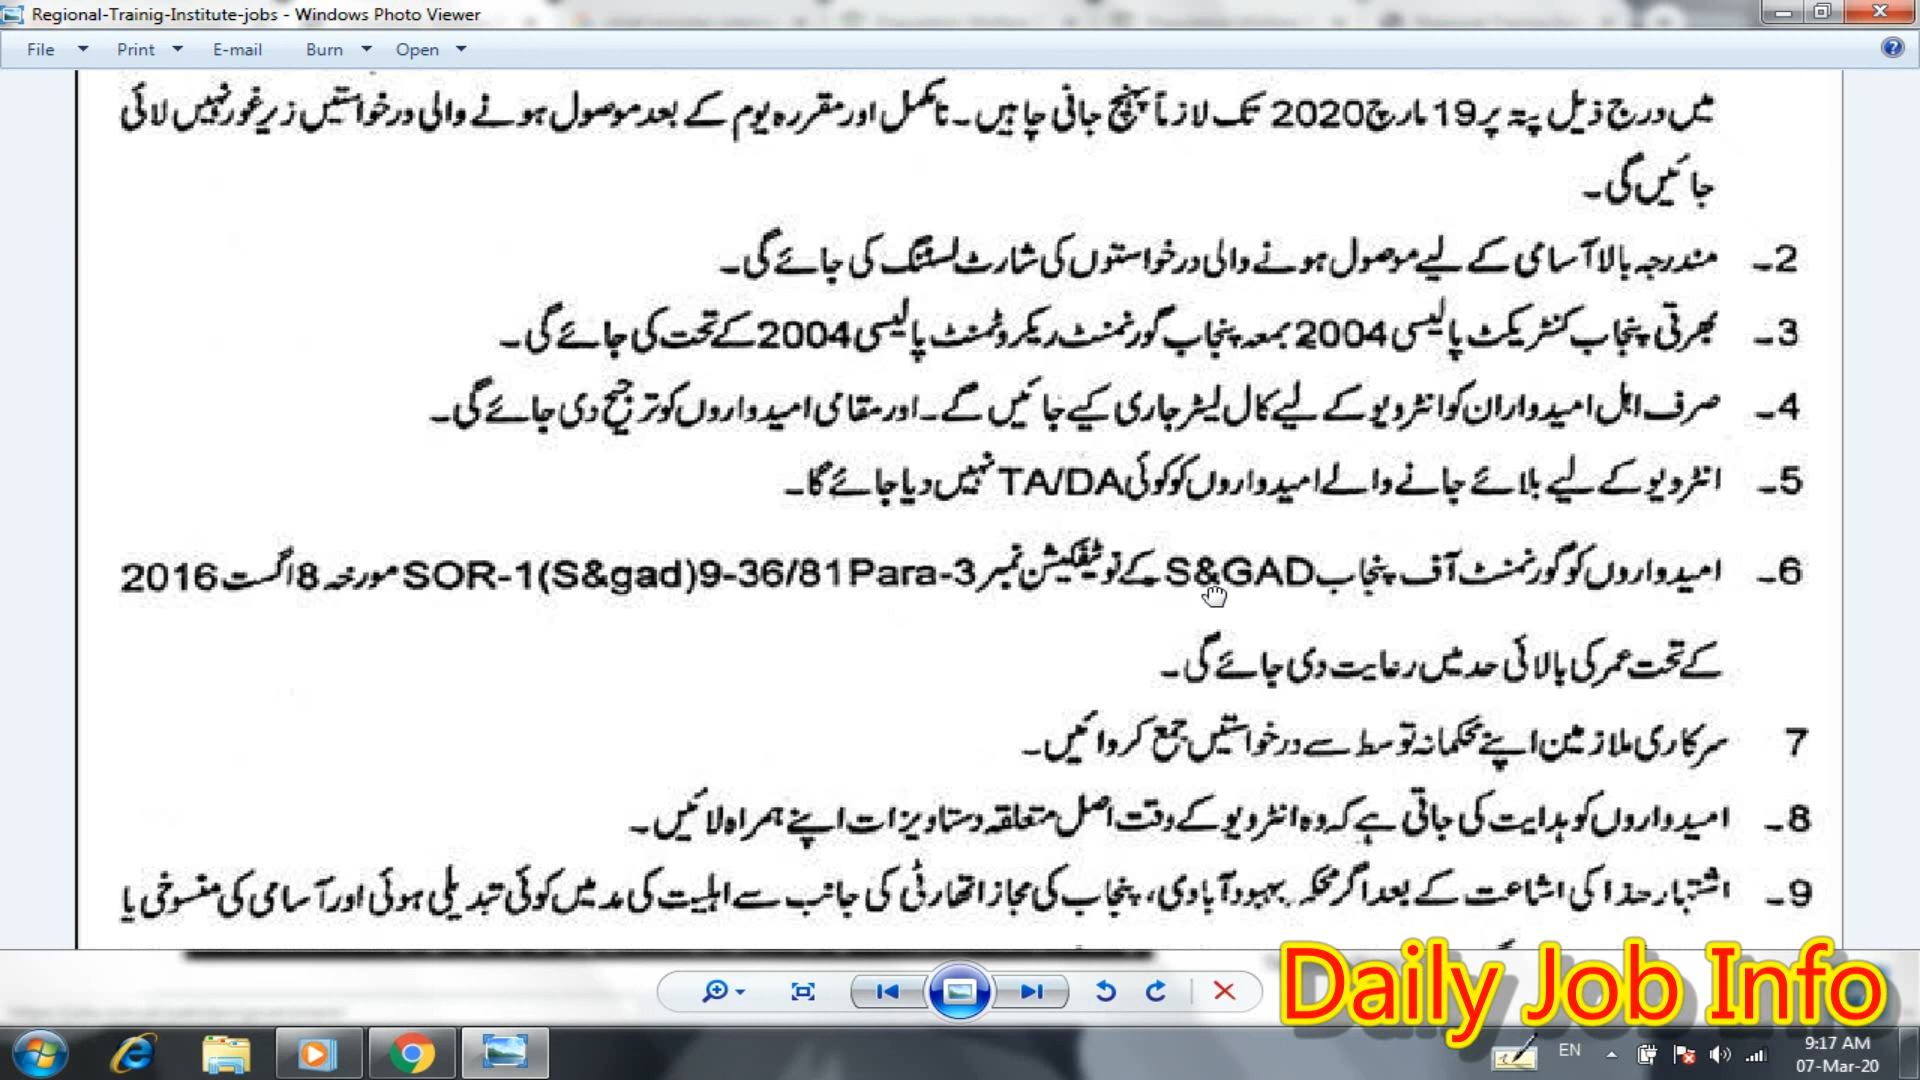 Regional-Trainig-Institute-jobs - Windows Photo Viewer
File Print E-mail Burn Open
میں درج ذیل پتہ پر 19 مارچ 2020 تک لازماً پہنچ جانی چاہیں۔ نامکمل اور مقررہ یوم کے بعد موصول ہونے والی درخواستیں زیر غور نہیں لائی
جائیں گی۔
2۔ مندرجہ بالا آسامی کے لیے موصول ہونے والی درخواستوں کی شارٹ لسٹنگ کی جائے گی۔
3۔ بھرتی پنجاب کنٹریکٹ پالیسی 2004 بمعہ پنجاب گورنمنٹ ریکروٹمنٹ پالیسی 2004 کے تحت کی جائے گی۔
4۔ صرف اہل امیدواران کو انٹرویو کے لیے کال لیٹر جاری کیے جائیں گے۔ اور مقامی امیدواروں کو ترجیح دی جائے گی۔
5۔ انٹرویو کے لیے بلائے جانے والے امیدواروں کو کوئی TA/DA نہیں دیا جائے گا۔
6۔ امیدواروں کو گورنمنٹ آف پنجاب S&GAD کے نوٹیفکیشن نمبر SOR-1(S&gad)9-36/81Para-3 مورخہ 8 اگست 2016
کے تحت عمر کی بالائی حد میں رعایت دی جائے گی۔
7 سرکاری ملازمین اپنے محکمانہ توسط سے درخواستیں جمع کروائیں۔
8۔ امیدواروں کو ہدایت کی جاتی ہے کہ وہ انٹرویو کے وقت اصل متعلقہ دستاویزات اپنے ہمراہ لائیں۔
9۔ اشتہار حذا کی اشاعت کے بعد اگر محکمہ بہبود آبادی، پنجاب کی مجاز اتھارٹی کی جانب سے اہلیت کی مد میں کوئی تبدیلی ہوئی اور آسامی کی منسوخی یا
Daily Job Info
EN
9:17 AM
07-Mar-20